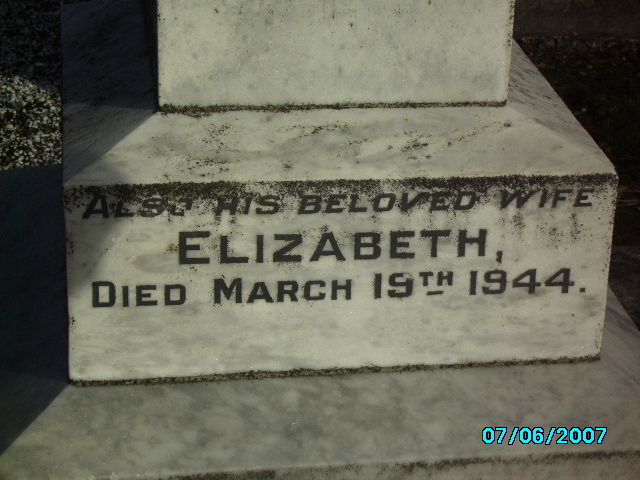 ALSO HIS BELOVED WIFE
ELIZABETH,
DIED MARCH 19TH 1944.
07/06/2007